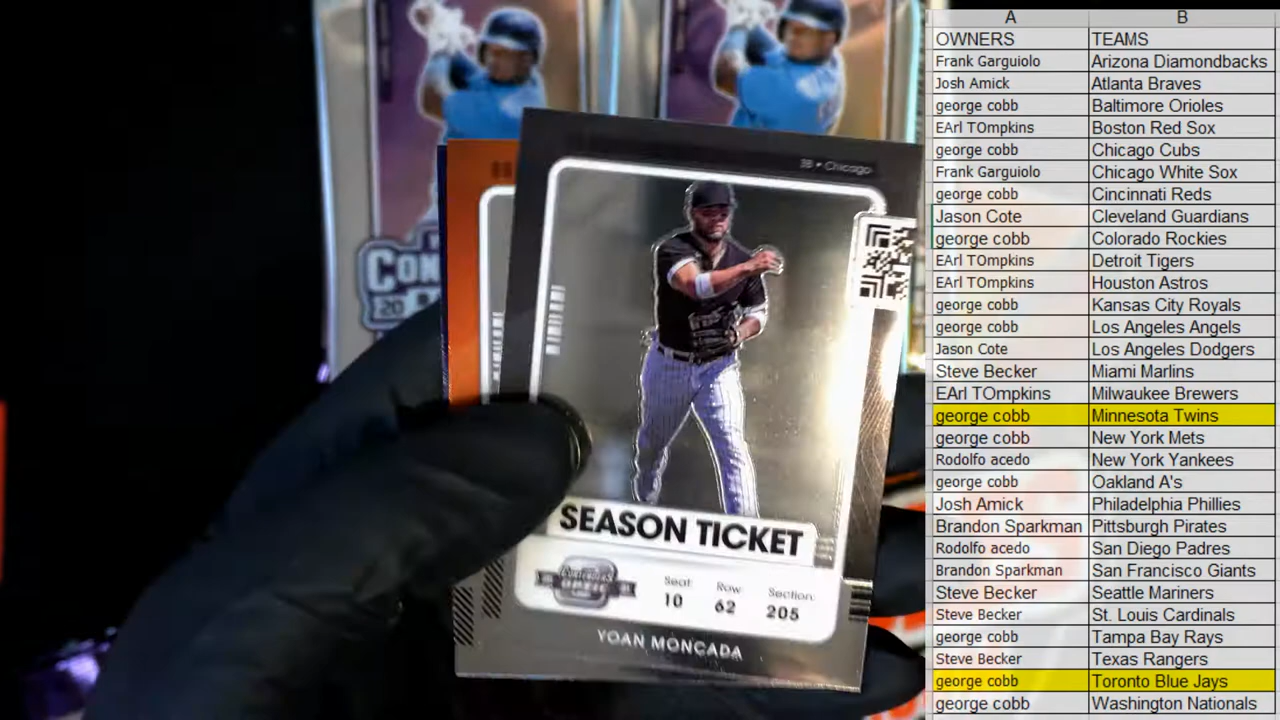 A B
OWNERS TEAMS
Frank Garguiolo Arizona Diamondbacks
Josh Amick Atlanta Braves
george cobb Baltimore Orioles
EArl TOmpkins Boston Red Sox
george cobb Chicago Cubs
Frank Garguiolo Chicago White Sox
george cobb Cincinnati Reds
Jason Cote Cleveland Guardians
george cobb Colorado Rockies
EArl TOmpkins Detroit Tigers
EArl TOmpkins Houston Astros
george cobb Kansas City Royals
george cobb Los Angeles Angels
Jason Cote Los Angeles Dodgers
Steve Becker Miami Marlins
EArl TOmpkins Milwaukee Brewers
george cobb Minnesota Twins
george cobb New York Mets
Rodolfo acedo New York Yankees
george cobb Oakland A's
Josh Amick Philadelphia Phillies
Brandon Sparkman Pittsburgh Pirates
Rodolfo acedo San Diego Padres
Brandon Sparkman San Francisco Giants
Steve Becker Seattle Mariners
Steve Becker St. Louis Cardinals
george cobb Tampa Bay Rays
Steve Becker Texas Rangers
george cobb Toronto Blue Jays
george cobb Washington Nationals
3B • Chicago
SEASON TICKET
Seat: Row: Section:
10 62 205
YOAN MONCADA
CON
20